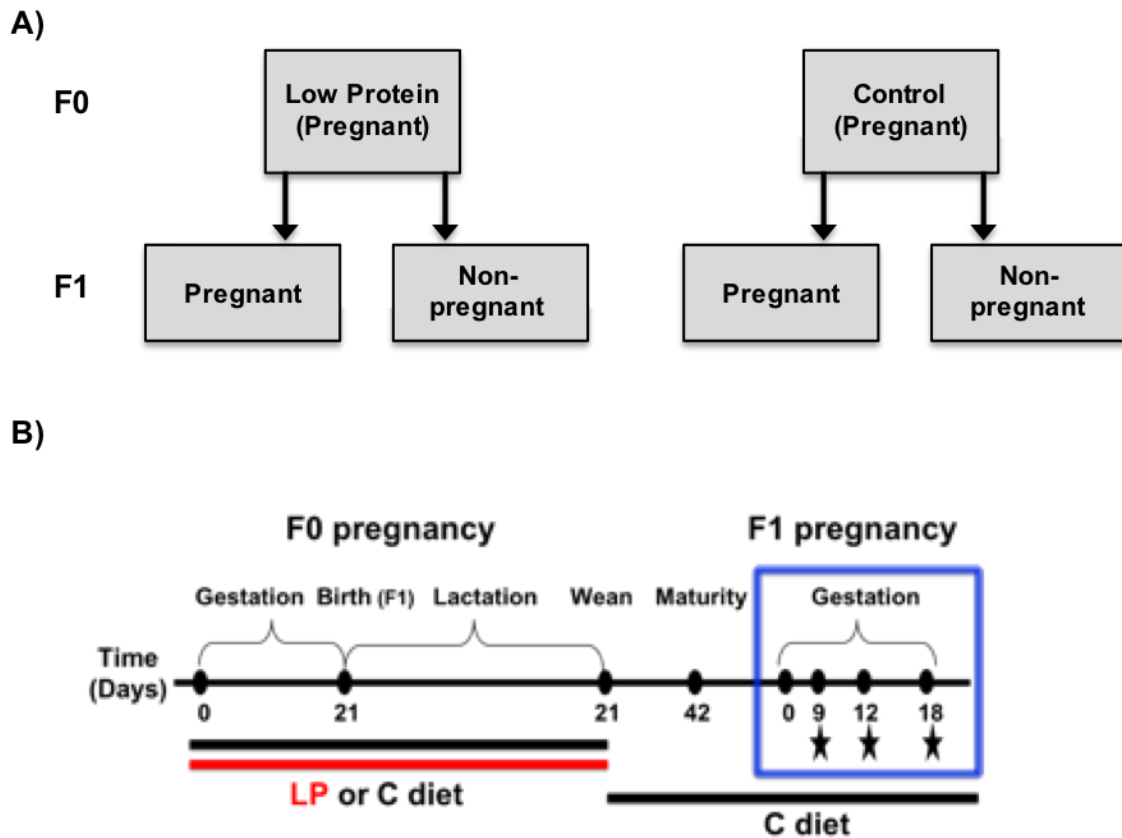 A)
F0
Low Protein
(Pregnant)
Control
(Pregnant)
F1
Pregnant
Non-
pregnant
Pregnant
Non-
pregnant
B)
F0 pregnancy
F1 pregnancy
Gestation
Birth (F1)
Lactation
Wean
Maturity
Gestation
Time
(Days)
0
21
21
42
0
9
12
18
LP or C diet
C diet